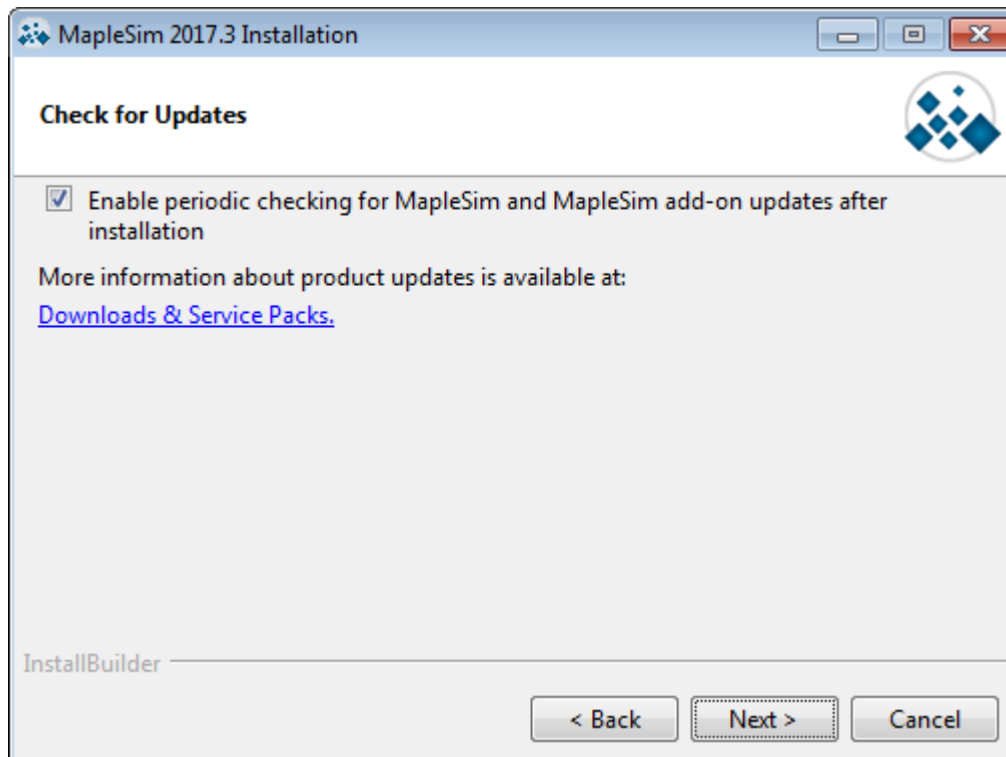 MapleSim 2017.3 Installation
Check for Updates
Enable periodic checking for MapleSim and MapleSim add-on updates after
installation
More information about product updates is available at:
Downloads & Service Packs.
InstallBuilder
< Back
Next >
Cancel